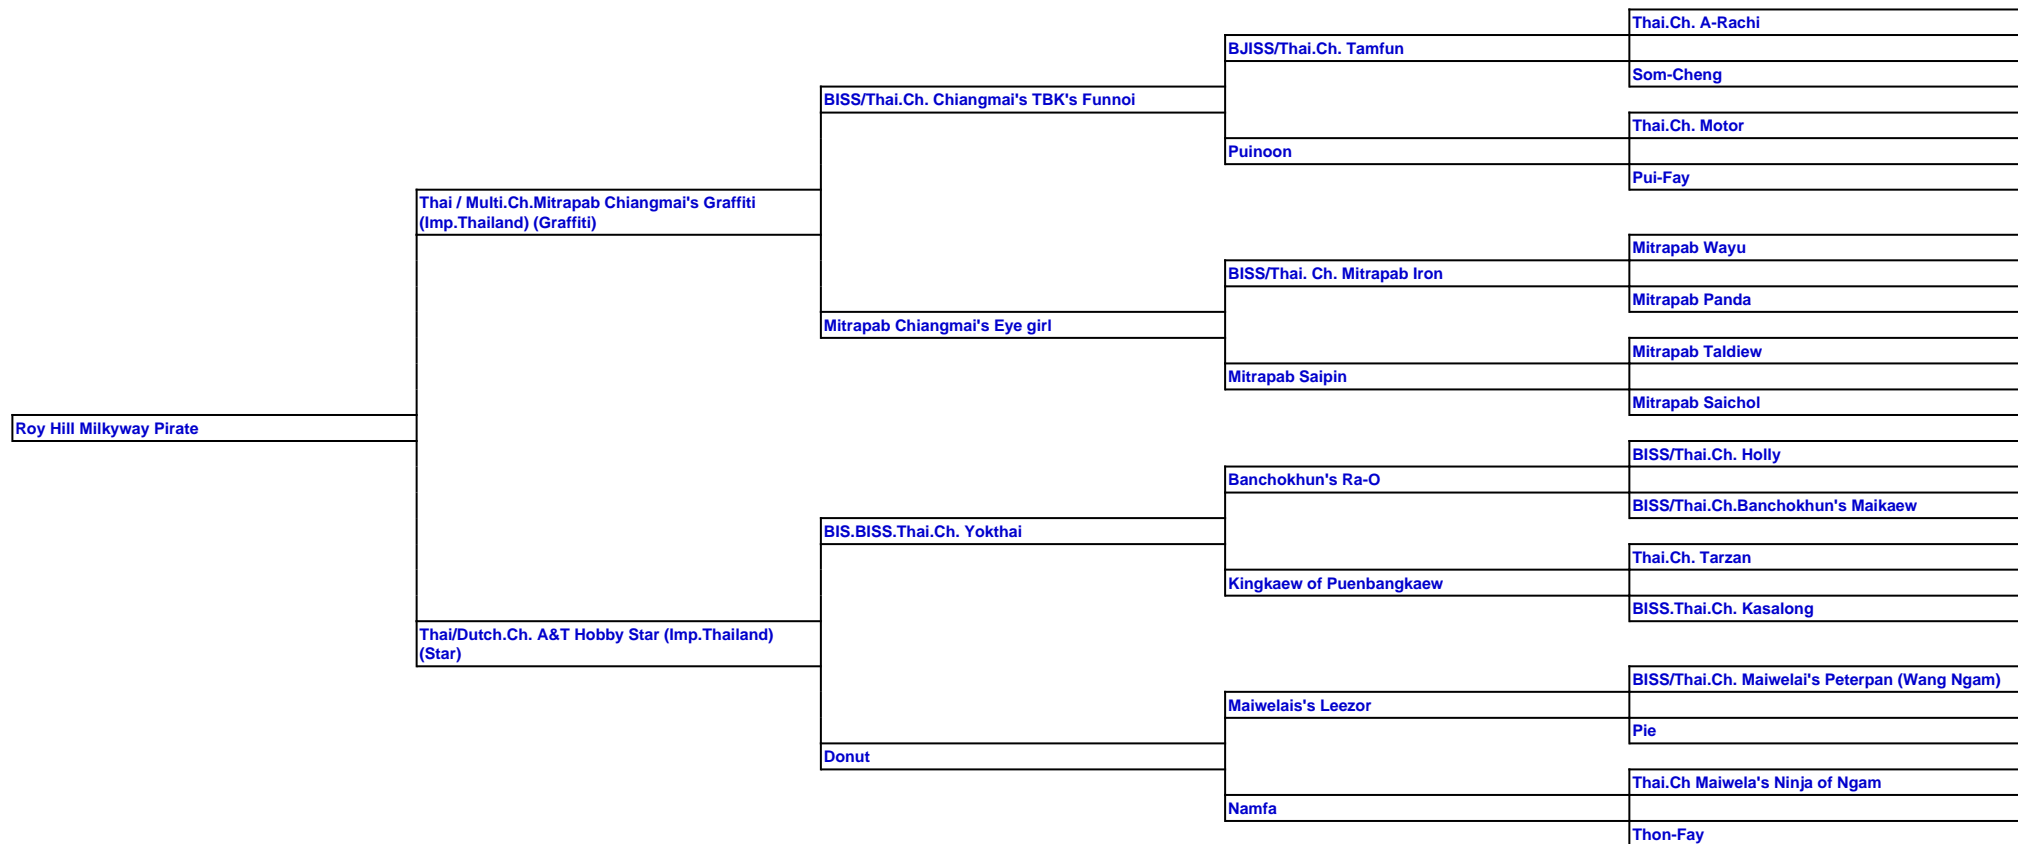 Thai.Ch. A-Rachi
BJISS/Thai.Ch. Tamfun
Som-Cheng
BISS/Thai.Ch. Chiangmai's TBK's Funnoi
Thai.Ch. Motor
Puinoon
Pui-Fay
Thai / Multi.Ch.Mitrapab Chiangmai's Graffiti
(Imp.Thailand) (Graffiti)
Mitrapab Wayu
BISS/Thai. Ch. Mitrapab Iron
Mitrapab Panda
Mitrapab Chiangmai's Eye girl
Mitrapab Taldiew
Mitrapab Saipin
Mitrapab Saichol
Roy Hill Milkyway Pirate
BISS/Thai.Ch. Holly
Banchokhun's Ra-O
BISS/Thai.Ch.Banchokhun's Maikaew
BIS.BISS.Thai.Ch. Yokthai
Thai.Ch. Tarzan
Kingkaew of Puenbangkaew
BISS.Thai.Ch. Kasalong
Thai/Dutch.Ch. A&T Hobby Star (Imp.Thailand)
(Star)
BISS/Thai.Ch. Maiwelai's Peterpan (Wang Ngam)
Maiwelais's Leezor
Pie
Donut
Thai.Ch Maiwela's Ninja of Ngam
Namfa
Thon-Fay